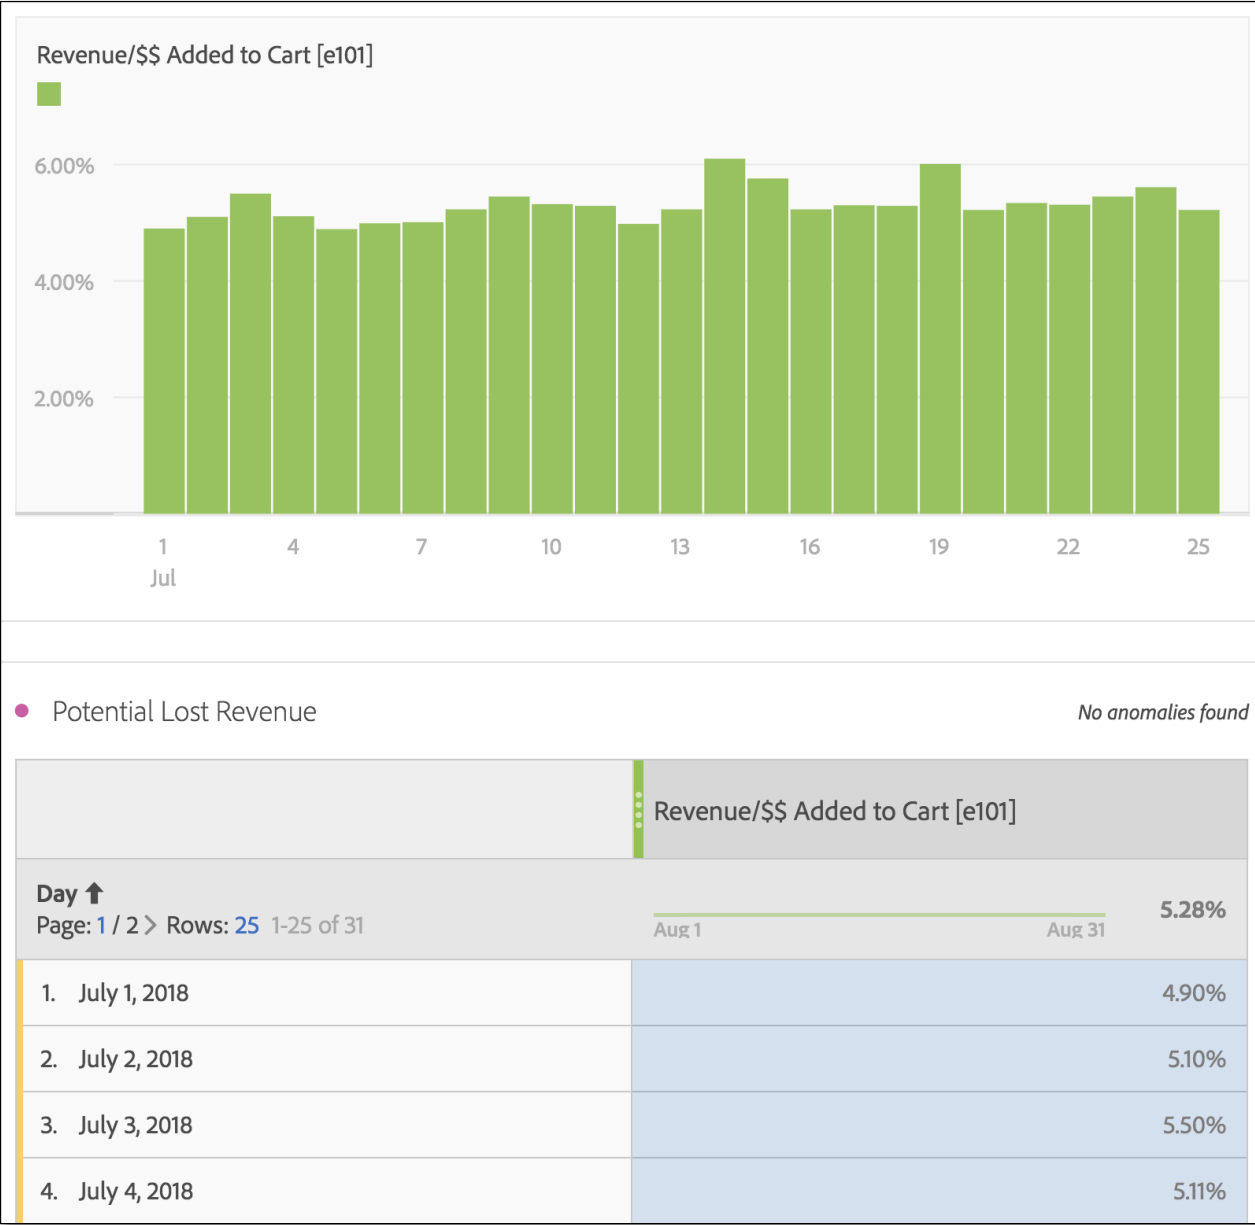 Revenue/$$ Added to Cart [e101]
6.00%
4.00%
2.00%
1 4 7 10 13 16 19 22 25
Jul
Potential Lost Revenue No anomalies found
Revenue/$$ Added to Cart [e101]
Day
Page: 1 / 2 > Rows: 25 1-25 of 31
Aug 1 Aug 31 5.28%
1. July 1, 2018 4.90%
2. July 2, 2018 5.10%
3. July 3, 2018 5.50%
4. July 4, 2018 5.11%